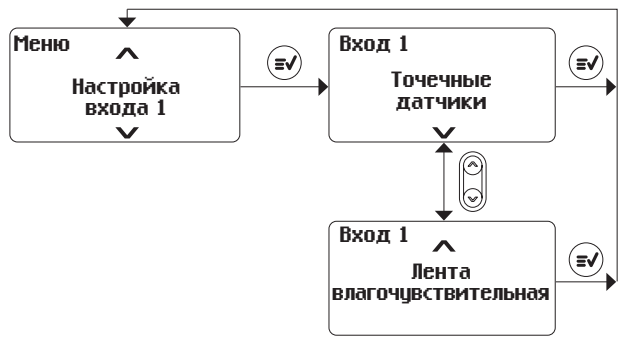 Меню
Настройка
входа 1
Вход 1
Точечные
датчики
Вход 1
Лента
влагочувствительная